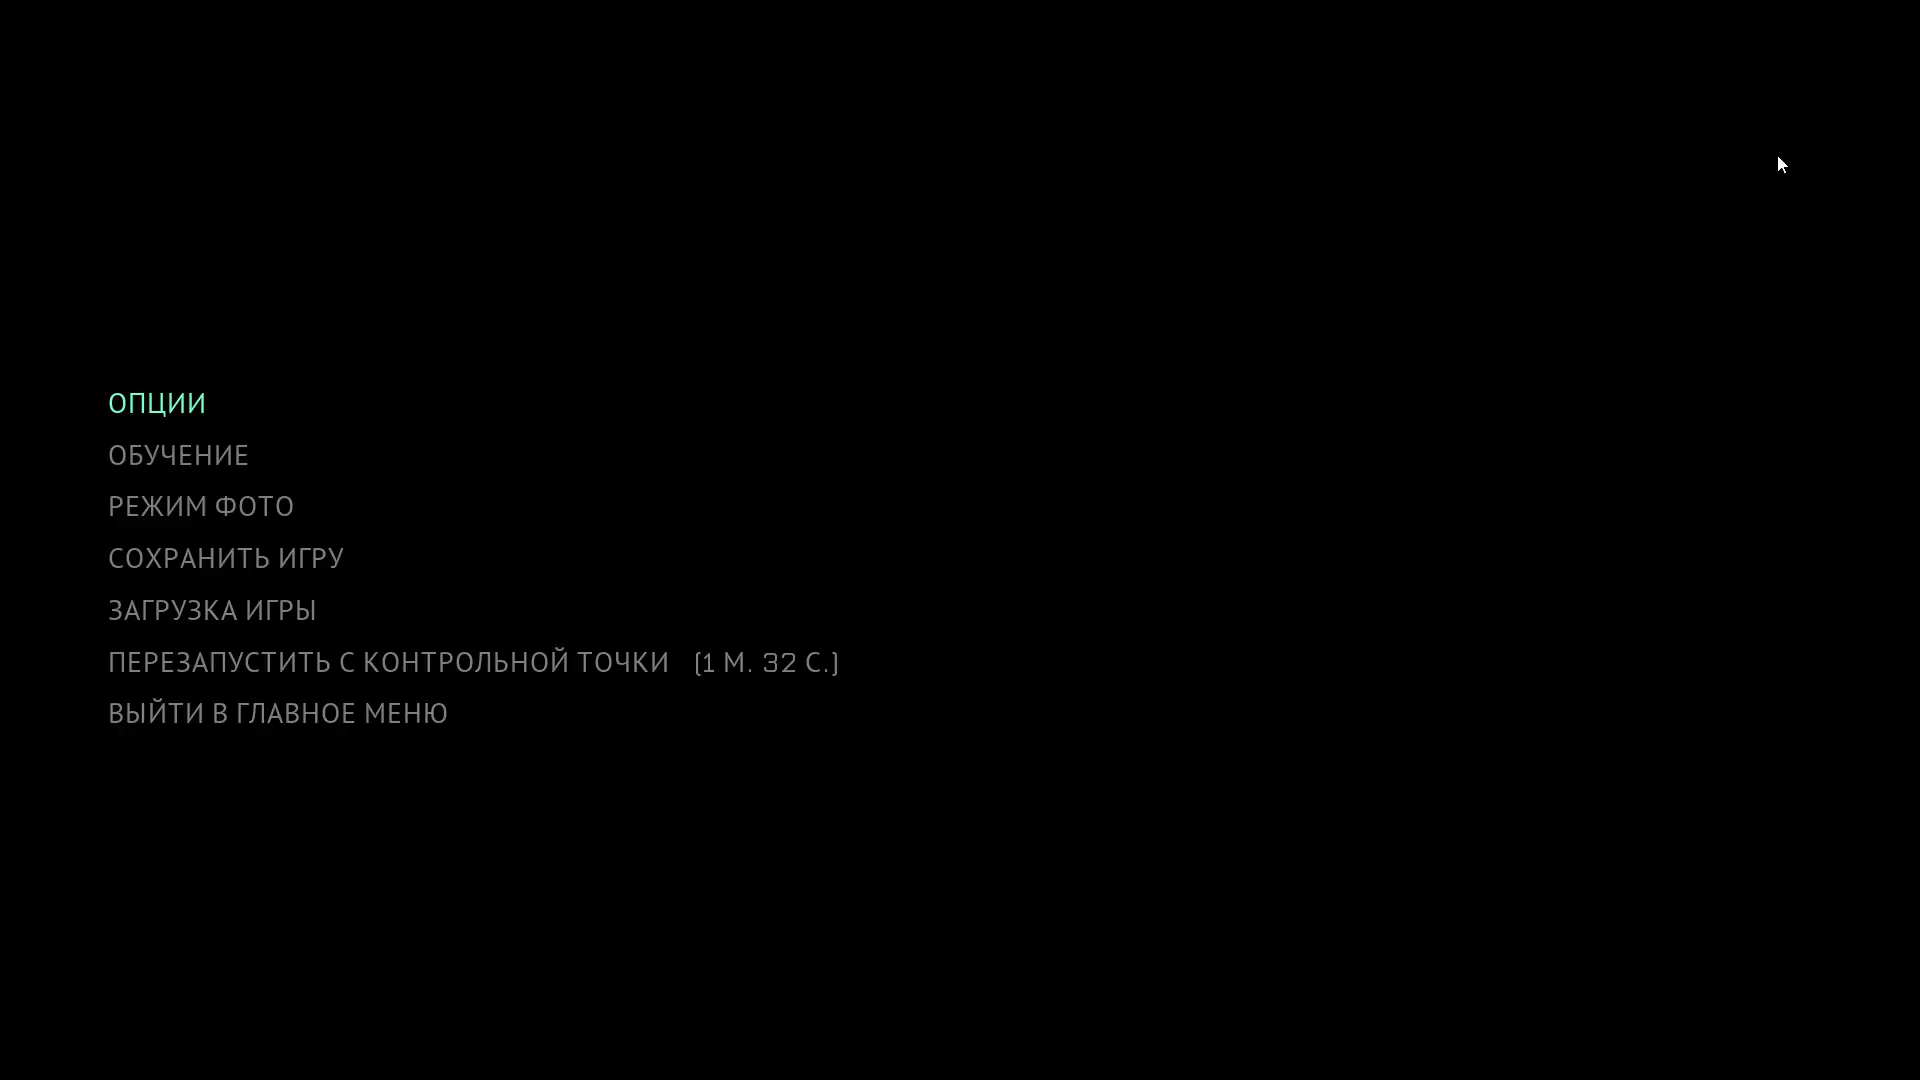 ОПЦИИ
ОБУЧЕНИЕ
РЕЖИМ ФОТО
СОХРАНИТЬ ИГРУ
ЗАГРУЗКА ИГРЫ
ПЕРЕЗАПУСТИТЬ С КОНТРОЛЬНОЙ ТОЧКИ (1 М. 32 С.)
ВЫЙТИ В ГЛАВНОЕ МЕНЮ